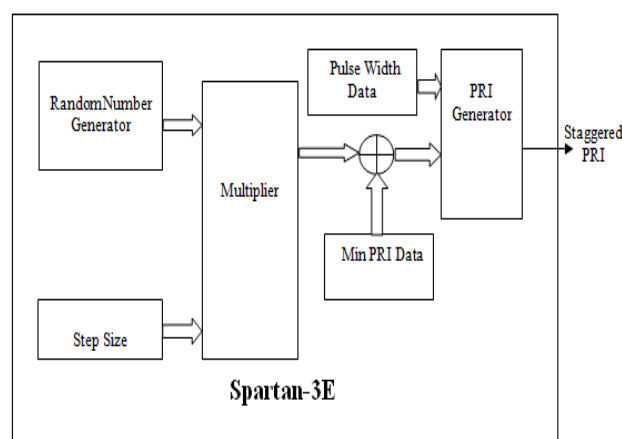 RandomNumber
Generator
Pulse Width
Data
PRI
Generator
Staggered
PRI
Multiplier
Min PRI Data
Step Size
Spartan-3E